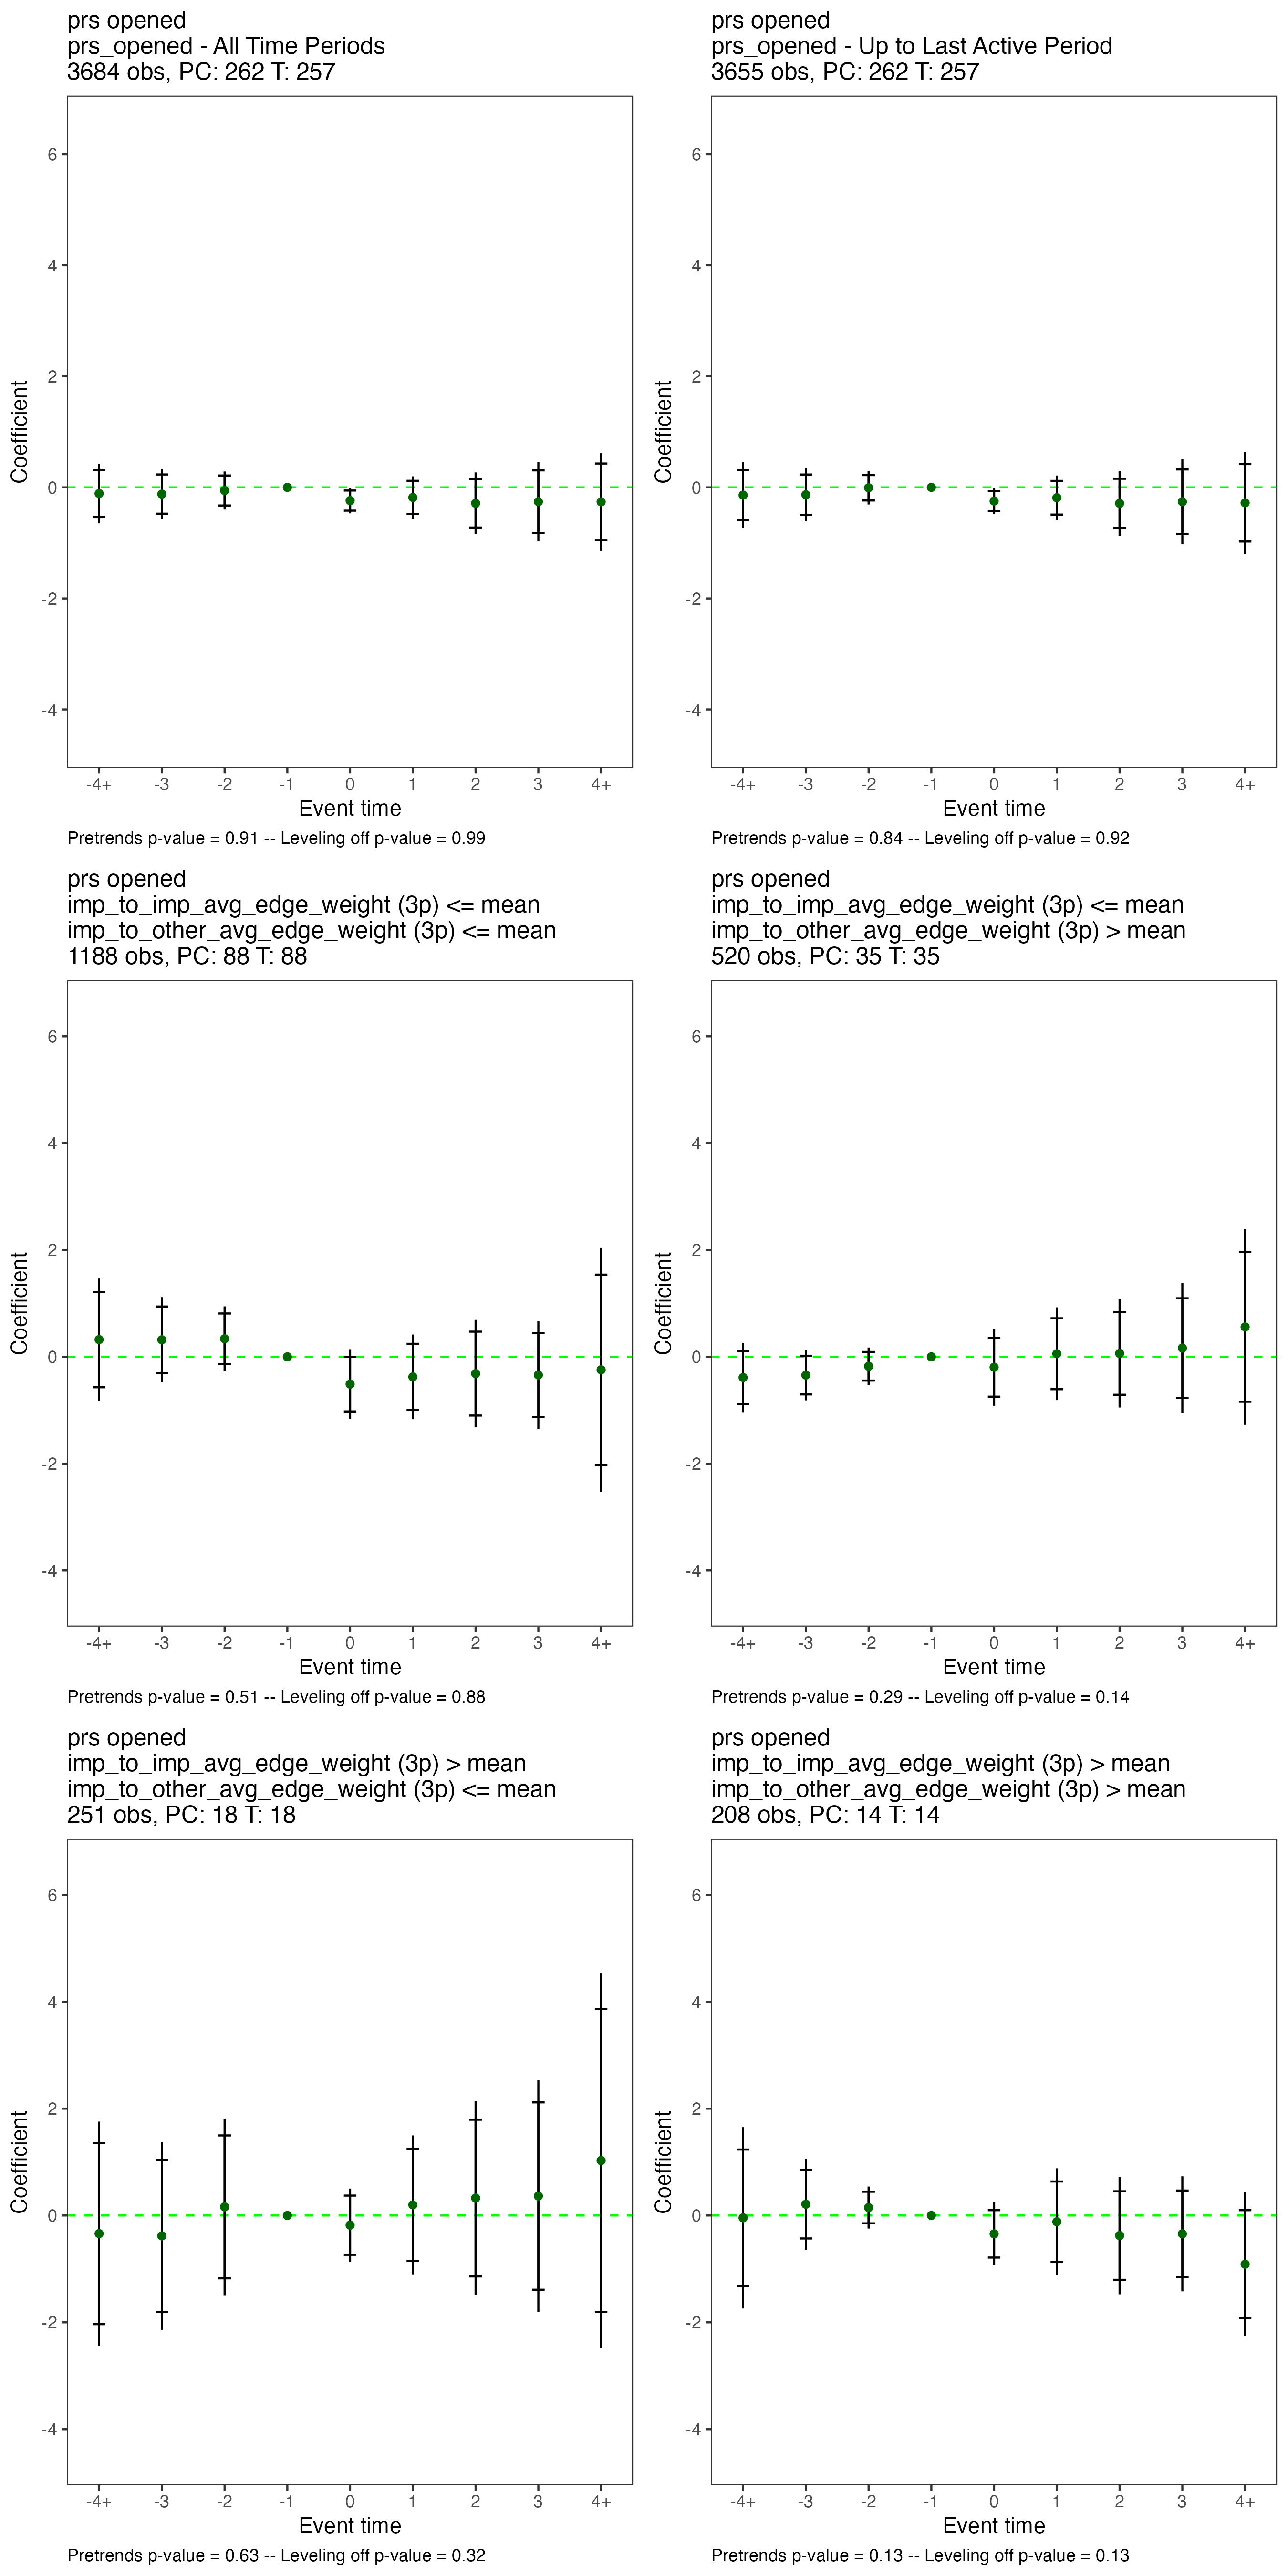 prs opened
prs_opened - All Time Periods
3684 obs, PC: 262 T: 257
6
4
2
0
-2
-4
Coefficient
-4+ -3 -2 -1 0 1 2 3 4+
Event time
Pretrends p-value = 0.91 -- Leveling off p-value = 0.99
prs opened
prs_opened - Up to Last Active Period
3655 obs, PC: 262 T: 257
6
4
2
0
-2
-4
Coefficient
-4+ -3 -2 -1 0 1 2 3 4+
Event time
Pretrends p-value = 0.84 -- Leveling off p-value = 0.92
prs opened
imp_to_imp_avg_edge_weight (3p) <= mean
imp_to_other_avg_edge_weight (3p) <= mean
1188 obs, PC: 88 T: 88
6
4
2
0
-2
-4
Coefficient
-4+ -3 -2 -1 0 1 2 3 4+
Event time
Pretrends p-value = 0.51 -- Leveling off p-value = 0.88
prs opened
imp_to_imp_avg_edge_weight (3p) <= mean
imp_to_other_avg_edge_weight (3p) > mean
520 obs, PC: 35 T: 35
6
4
2
0
-2
-4
Coefficient
-4+ -3 -2 -1 0 1 2 3 4+
Event time
Pretrends p-value = 0.29 -- Leveling off p-value = 0.14
prs opened
imp_to_imp_avg_edge_weight (3p) > mean
imp_to_other_avg_edge_weight (3p) <= mean
251 obs, PC: 18 T: 18
6
4
2
0
-2
-4
Coefficient
-4+ -3 -2 -1 0 1 2 3 4+
Event time
Pretrends p-value = 0.63 -- Leveling off p-value = 0.32
prs opened
imp_to_imp_avg_edge_weight (3p) > mean
imp_to_other_avg_edge_weight (3p) > mean
208 obs, PC: 14 T: 14
6
4
2
0
-2
-4
Coefficient
-4+ -3 -2 -1 0 1 2 3 4+
Event time
Pretrends p-value = 0.13 -- Leveling off p-value = 0.13